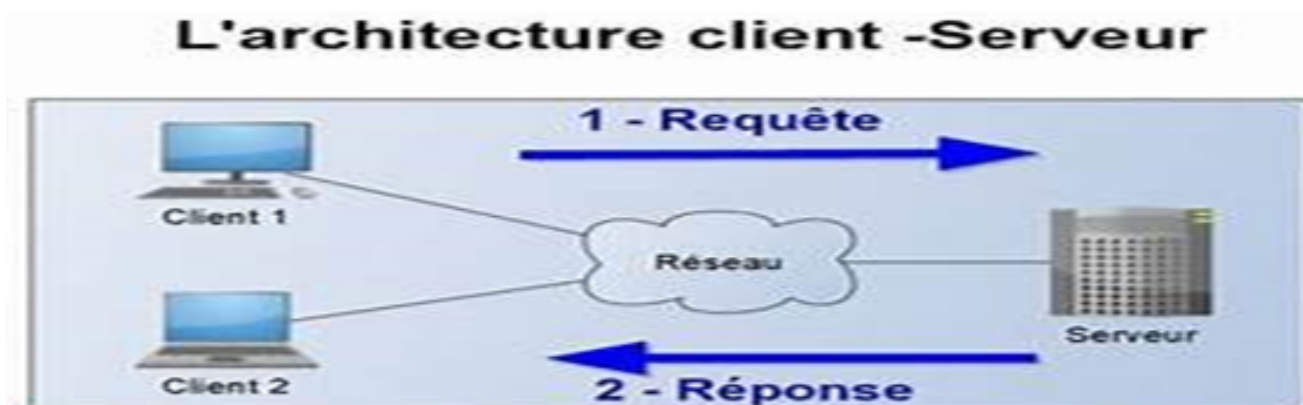 L'architecture client -Serveur
1 - Requête
Client 1
Réseau
Serveur
Client 2
2 - Réponse